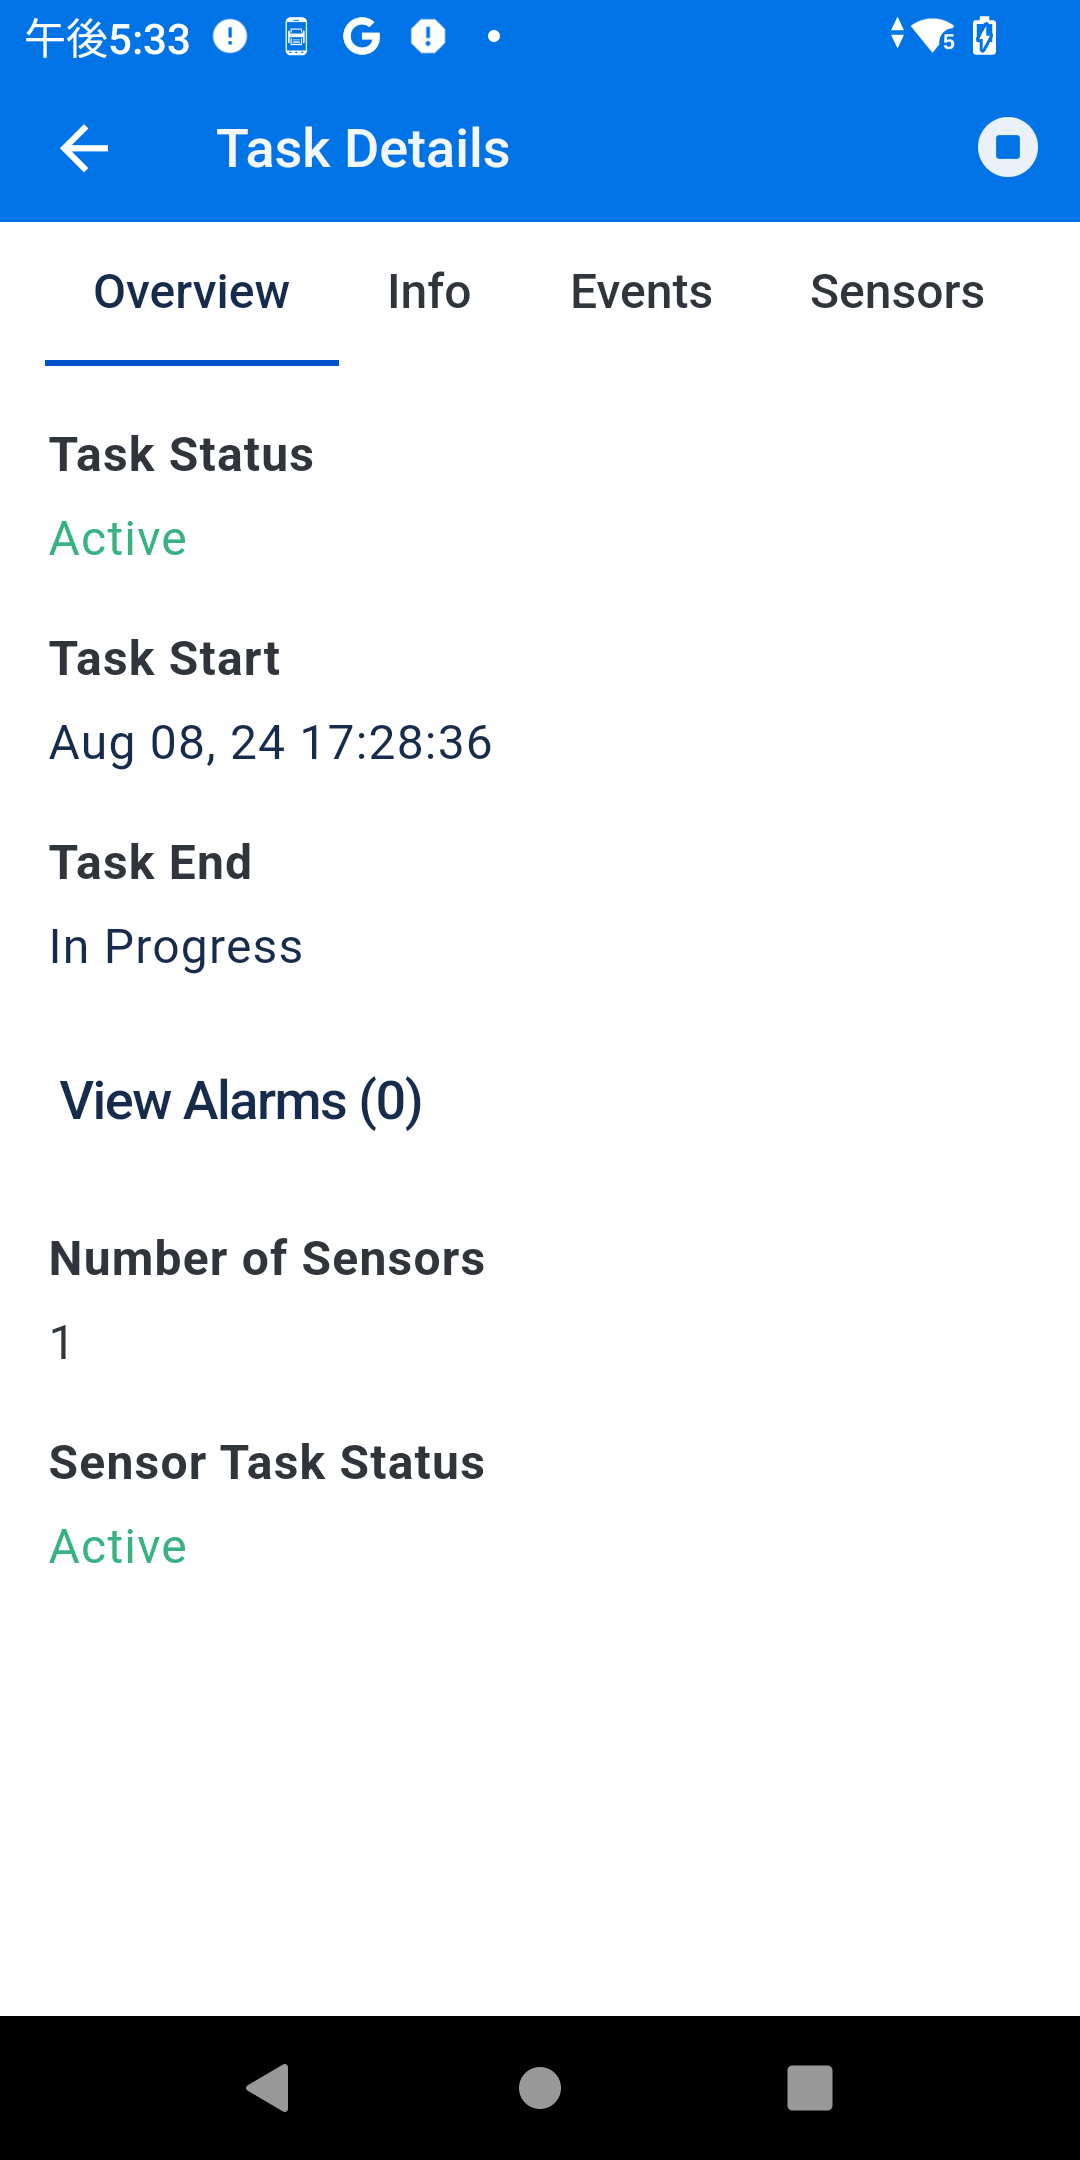 午後5:33
Task Details
Overview Info Events Sensors
Task Status
Active
Task Start
Aug 08, 24 17:28:36
Task End
In Progress
View Alarms (0)
Number of Sensors
1
Sensor Task Status
Active